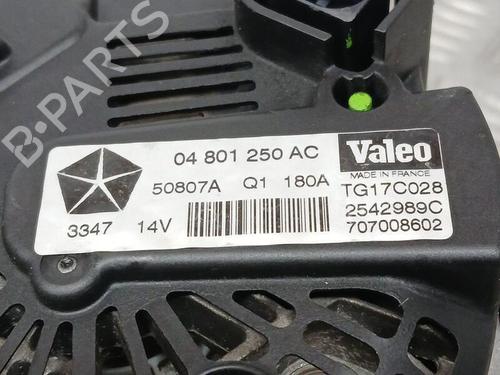 B-PARTS
04 801 250 AC
Valeo
MADE IN FRANCE
50807A Q1 180A
TG17C028
3347 14V
2542989C
707008602